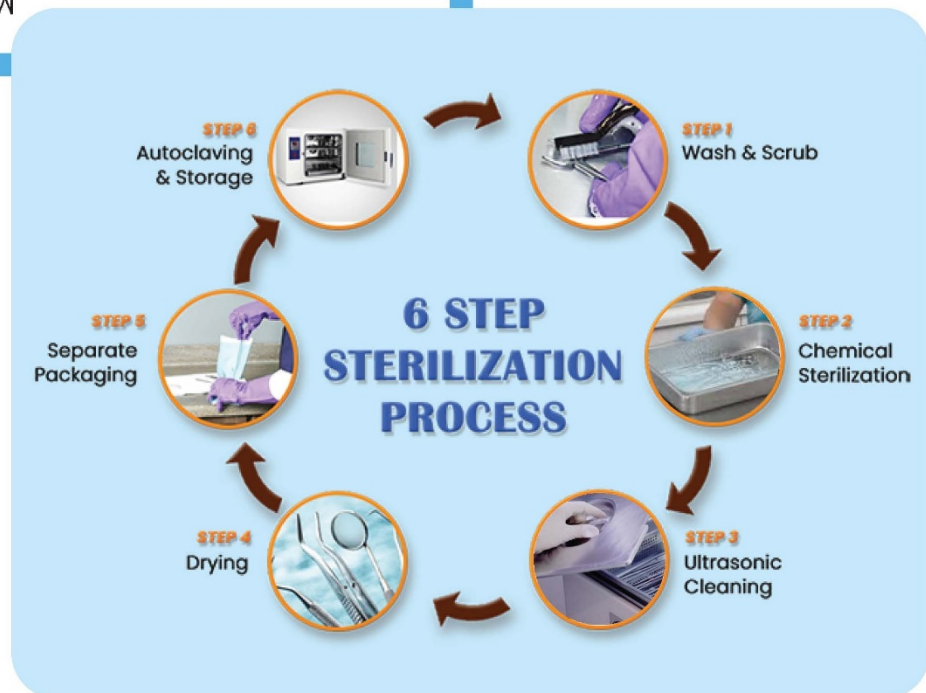 6 STEP
STERILIZATION
PROCESS
STEP 1
Wash & Scrub
STEP 2
Chemical
Sterilization
STEP 3
Ultrasonic
Cleaning
STEP 4
Drying
STEP 5
Separate
Packaging
STEP 6
Autoclaving
& Storage